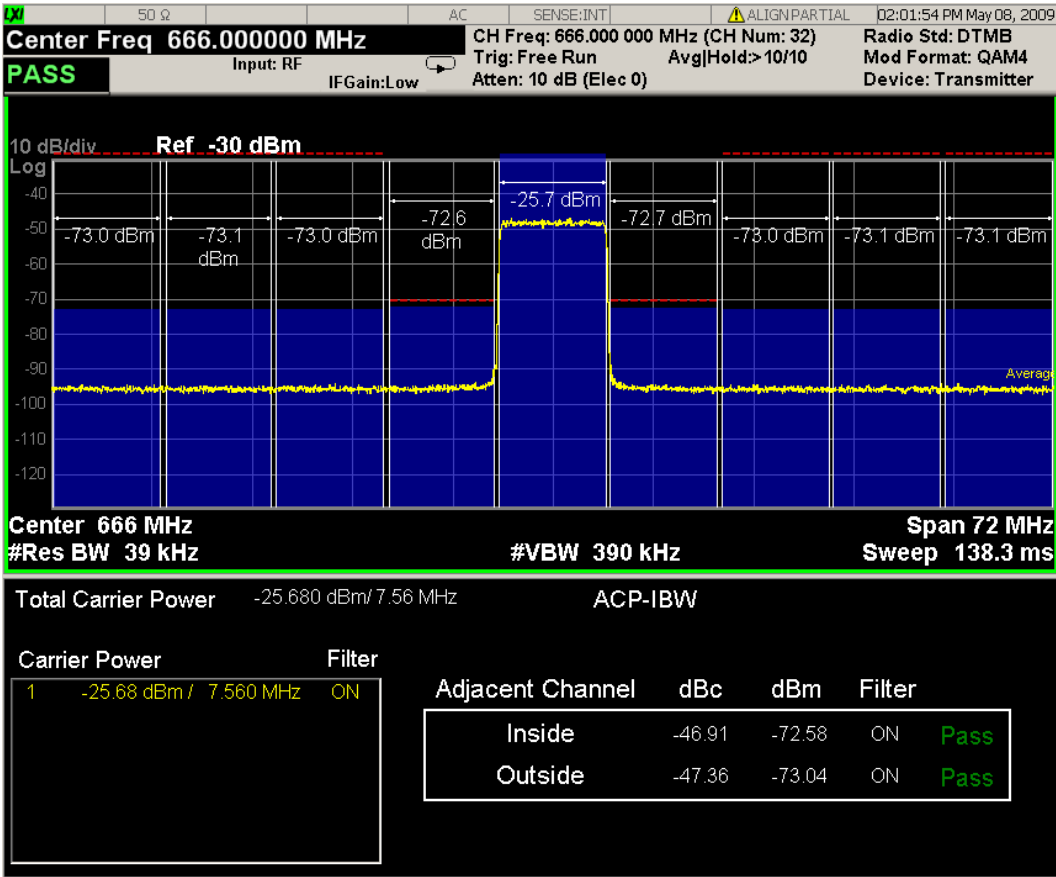 LXI 50 Ω AC SENSE:INT ALIGN PARTIAL 02:01:54 PM May 08, 2009
Center Freq 666.000000 MHz
CH Freq: 666.000 000 MHz (CH Num: 32)
Radio Std: DTMB
Input: RF
Trig: Free Run
Avg|Hold:> 10/10
Mod Format: QAM4
PASS
IFGain:Low
Atten: 10 dB (Elec 0)
Device: Transmitter
10 dB/div Ref -30 dBm
Log
-40
-50
-60
-70
-80
-90
-100
-110
-120
-73.0 dBm
-73.1 dBm
-73.0 dBm
-72.6 dBm
-25.7 dBm
-72.7 dBm
-73.0 dBm
-73.1 dBm
-73.1 dBm
Averag
Center 666 MHz
Span 72 MHz
#Res BW 39 kHz
#VBW 390 kHz
Sweep 138.3 ms
Total Carrier Power -25.680 dBm/ 7.56 MHz
ACP-IBW
Carrier Power Filter
1 -25.68 dBm / 7.560 MHz ON
Adjacent Channel dBc dBm Filter
Inside -46.91 -72.58 ON Pass
Outside -47.36 -73.04 ON Pass